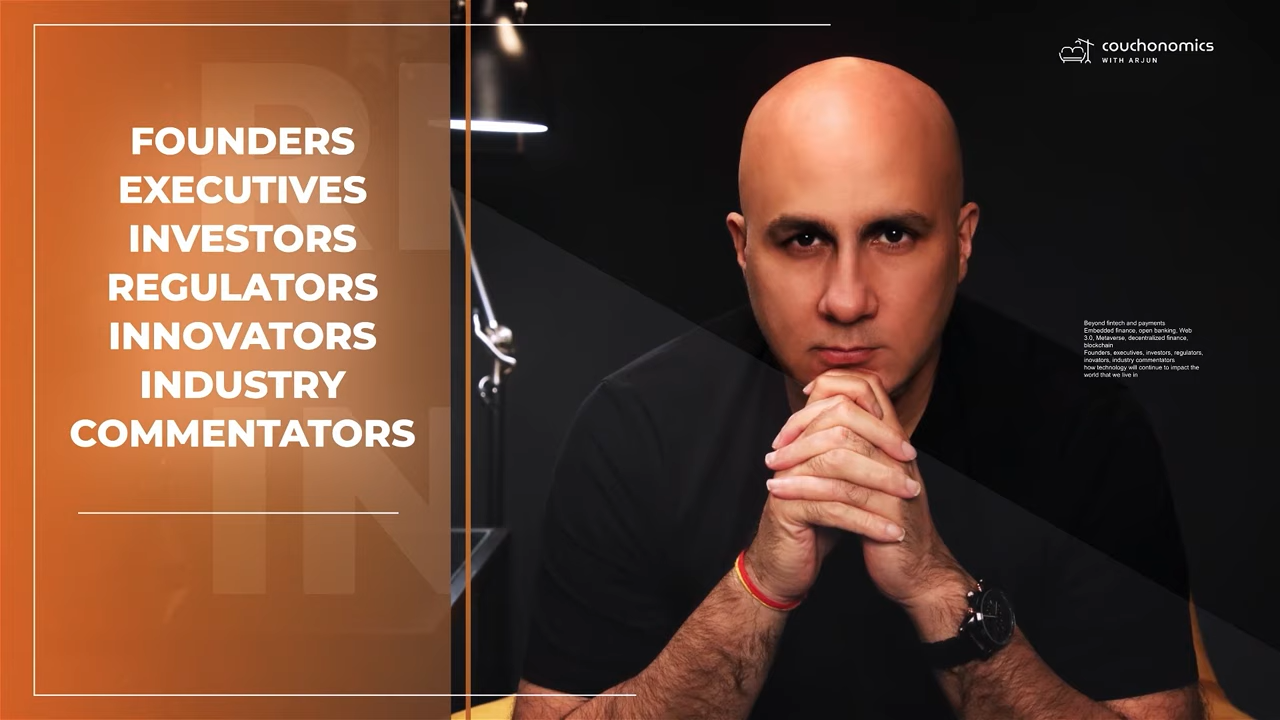 FOUNDERS
EXECUTIVES
INVESTORS
REGULATORS
INNOVATORS
INDUSTRY
COMMENTATORS
couchonomics
WITH ARJUN
Beyond fintech and payments
Embedded finance, open banking, Web
3.0, Metaverse, decentralized finance,
blockchain
Founders, executives, investors, regulators,
inovators, industry commentators
how technology will continue to impact the
world that we live in